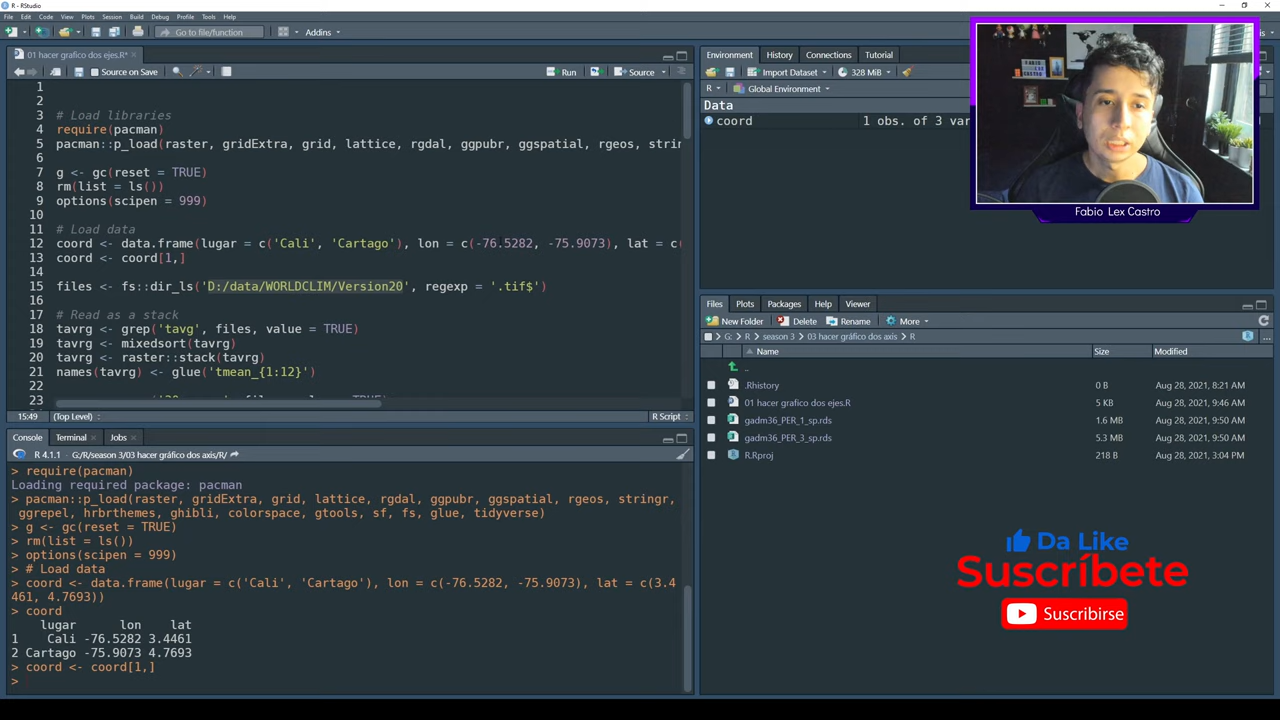 R - RStudio
File Edit Code View Plots Session Build Debug Profile Tools Help
Go to file/function Addins
01 hacer grafico dos ejes.R*
Source on Save Run Source
1
2
3 # Load libraries
4 require(pacman)
5 pacman::p_load(raster, gridExtra, grid, lattice, rgdal, ggpubr, ggspatial, rgeos, strin
6
7 g <- gc(reset = TRUE)
8 rm(list = ls())
9 options(scipen = 999)
10
11 # Load data
12 coord <- data.frame(lugar = c('Cali', 'Cartago'), lon = c(-76.5282, -75.9073), lat = c(
13 coord <- coord[1,]
14
15 files <- fs::dir_ls('D:/data/WORLDCLIM/Version20', regexp = '.tif$')
16
17 # Read as a stack
18 tavrg <- grep('tavg', files, value = TRUE)
19 tavrg <- mixedsort(tavrg)
20 tavrg <- raster::stack(tavrg)
21 names(tavrg) <- glue('tmean_{1:12}')
22
23
15:49 (Top Level) R Script
Console Terminal Jobs
R 4.1.1 · G:/R/season 3/03 hacer gráfico dos axis/R/
> require(pacman)
Loading required package: pacman
> pacman::p_load(raster, gridExtra, grid, lattice, rgdal, ggpubr, ggspatial, rgeos, stringr,
ggrepel, hrbrthemes, ghibli, colorspace, gtools, sf, fs, glue, tidyverse)
> g <- gc(reset = TRUE)
> rm(list = ls())
> options(scipen = 999)
> # Load data
> coord <- data.frame(lugar = c('Cali', 'Cartago'), lon = c(-76.5282, -75.9073), lat = c(3.4
461, 4.7693))
> coord
lugar lon lat
1 Cali -76.5282 3.4461
2 Cartago -75.9073 4.7693
> coord <- coord[1,]
>
Environment History Connections Tutorial
Import Dataset 328 MiB
R Global Environment
Data
coord 1 obs. of 3 var
Fabio Lex Castro
Files Plots Packages Help Viewer
New Folder Delete Rename More
G: R season 3 03 hacer gráfico dos axis R
Name Size Modified
..
.Rhistory 0 B Aug 28, 2021, 8:21 AM
01 hacer grafico dos ejes.R 5 KB Aug 28, 2021, 9:46 AM
gadm36_PER_1_sp.rds 1.6 MB Aug 28, 2021, 9:50 AM
gadm36_PER_3_sp.rds 5.3 MB Aug 28, 2021, 9:50 AM
R.Rproj 218 B Aug 28, 2021, 3:04 PM
Da Like
Suscríbete
Suscribirse